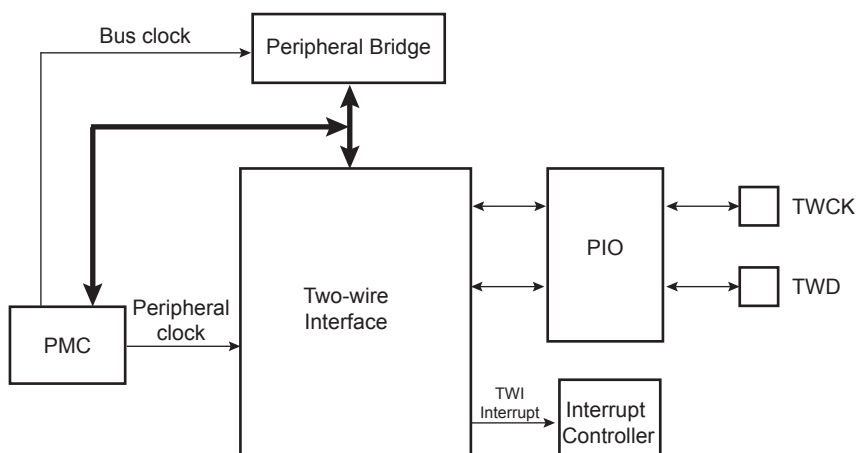 Bus clock
Peripheral Bridge
TWCK
PIO
TWD
Two-wire
Interface
Peripheral
clock
PMC
TWI
Interrupt
Interrupt
Controller